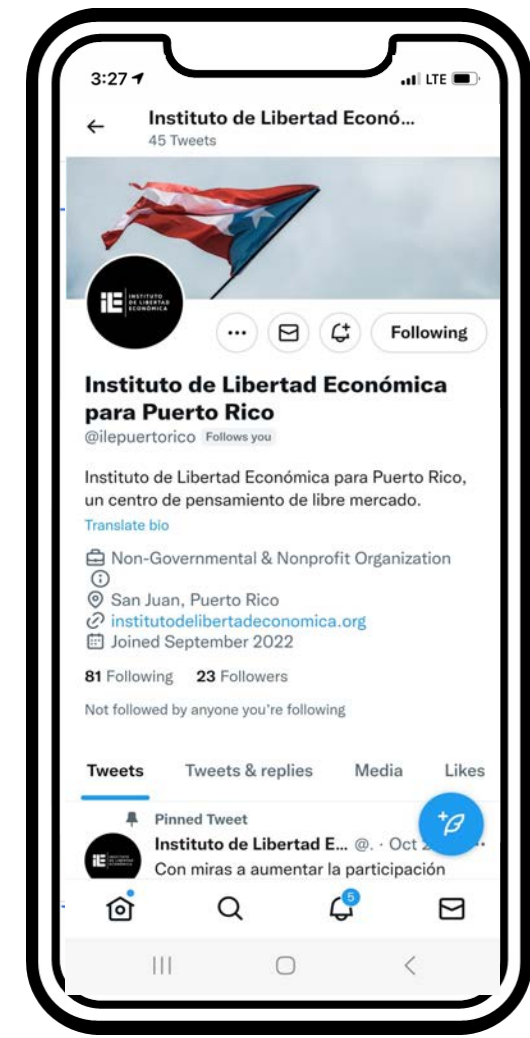 3:27
LTE
Instituto de Libertad Econó...
45 Tweets
iLE INSTITUTO
DE LIBERTAD
ECONÓMICA
Following
Instituto de Libertad Económica
para Puerto Rico
@ilepuertorico Follows you
Instituto de Libertad Económica para Puerto Rico,
un centro de pensamiento de libre mercado.
Translate bio
Non-Governmental & Nonprofit Organization
San Juan, Puerto Rico
institutodelibertadeconomica.org
Joined September 2022
81 Following 23 Followers
Not followed by anyone you're following
Tweets Tweets & replies Media Likes
Pinned Tweet
Instituto de Libertad E... @. · Oct
Con miras a aumentar la participación
5